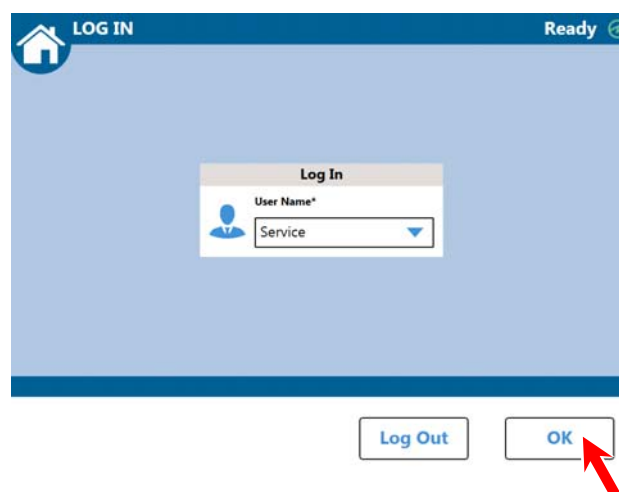 LOG IN
Ready
Log In
User Name*
Service
Log Out
OK